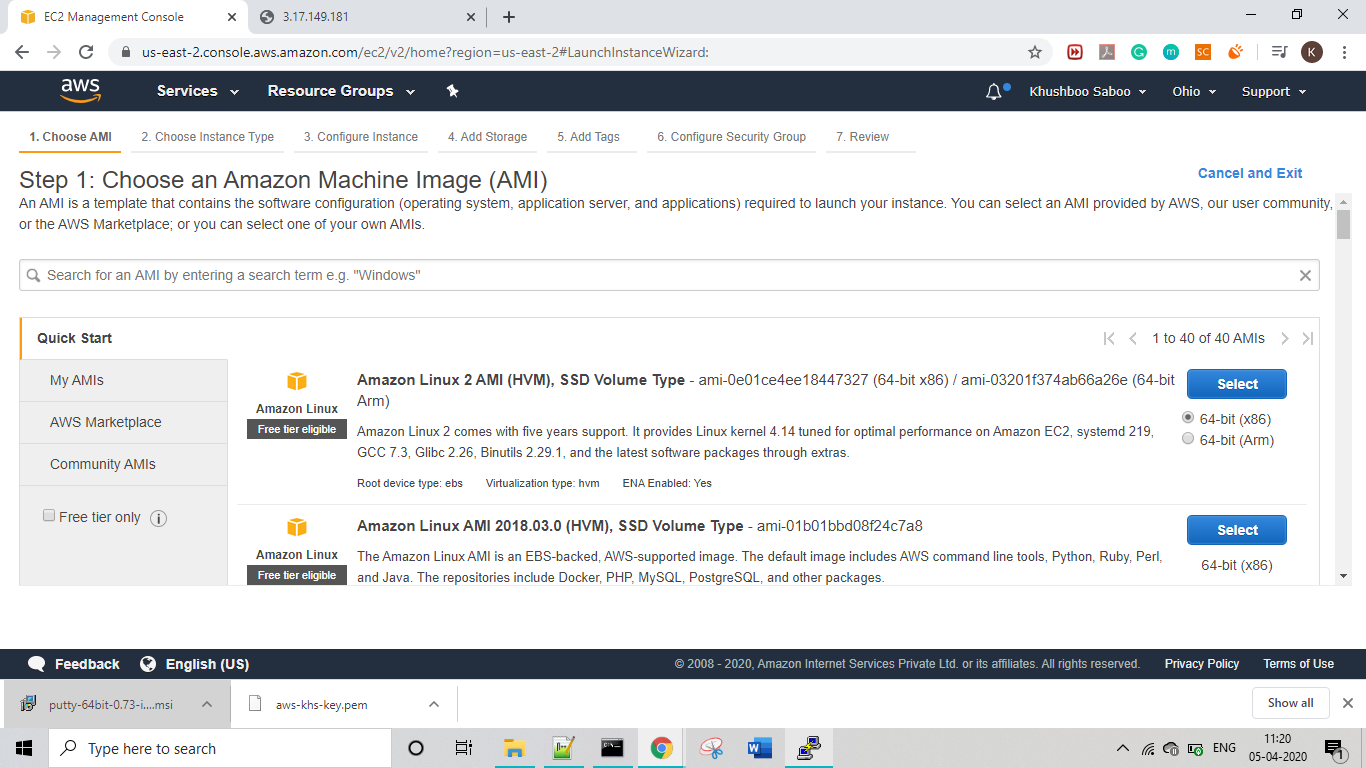 EC2 Management Console
3.17.149.181
us-east-2.console.aws.amazon.com/ec2/v2/home?region=us-east-2#LaunchInstanceWizard:
SC
m
K
aws
Services
Resource Groups
Khushboo Saboo
Ohio
Support
1. Choose AMI
2. Choose Instance Type
3. Configure Instance
4. Add Storage
5. Add Tags
6. Configure Security Group
7. Review
Step 1: Choose an Amazon Machine Image (AMI)
Cancel and Exit
An AMI is a template that contains the software configuration (operating system, application server, and applications) required to launch your instance. You can select an AMI provided by AWS, our user community,
or the AWS Marketplace; or you can select one of your own AMIs.
Search for an AMI by entering a search term e.g. "Windows"
Quick Start
1 to 40 of 40 AMIs
My AMIs
AWS Marketplace
Community AMIs
Free tier only
Amazon Linux
Free tier eligible
Amazon Linux 2 AMI (HVM), SSD Volume Type - ami-0e01ce4ee18447327 (64-bit x86) / ami-03201f374ab66a26e (64-bit
Arm)
Amazon Linux 2 comes with five years support. It provides Linux kernel 4.14 tuned for optimal performance on Amazon EC2, systemd 219,
GCC 7.3, Glibc 2.26, Binutils 2.29.1, and the latest software packages through extras.
Root device type: ebs
Virtualization type: hvm
ENA Enabled: Yes
Select
64-bit (x86)
64-bit (Arm)
Amazon Linux
Free tier eligible
Amazon Linux AMI 2018.03.0 (HVM), SSD Volume Type - ami-01b01bbd08f24c7a8
The Amazon Linux AMI is an EBS-backed, AWS-supported image. The default image includes AWS command line tools, Python, Ruby, Perl,
and Java. The repositories include Docker, PHP, MySQL, PostgreSQL, and other packages.
Select
64-bit (x86)
Feedback
English (US)
© 2008 - 2020, Amazon Internet Services Private Ltd. or its affiliates. All rights reserved.
Privacy Policy
Terms of Use
putty-64bit-0.73-i....msi
aws-khs-key.pem
Show all
Type here to search
ENG
11:20
05-04-2020
1